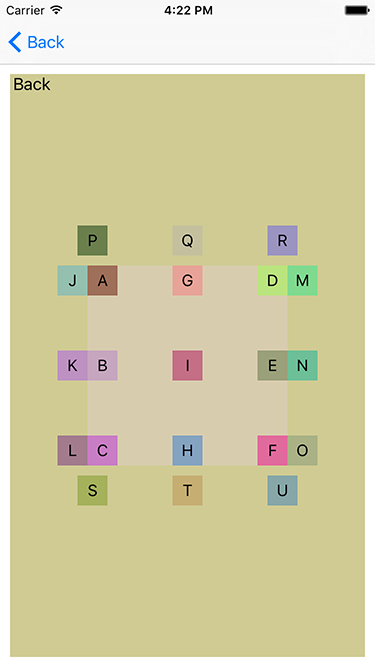 Carrier 4:22 PM
Back
Back
P Q R
J A G D M
K B I E N
L C H F O
S T U